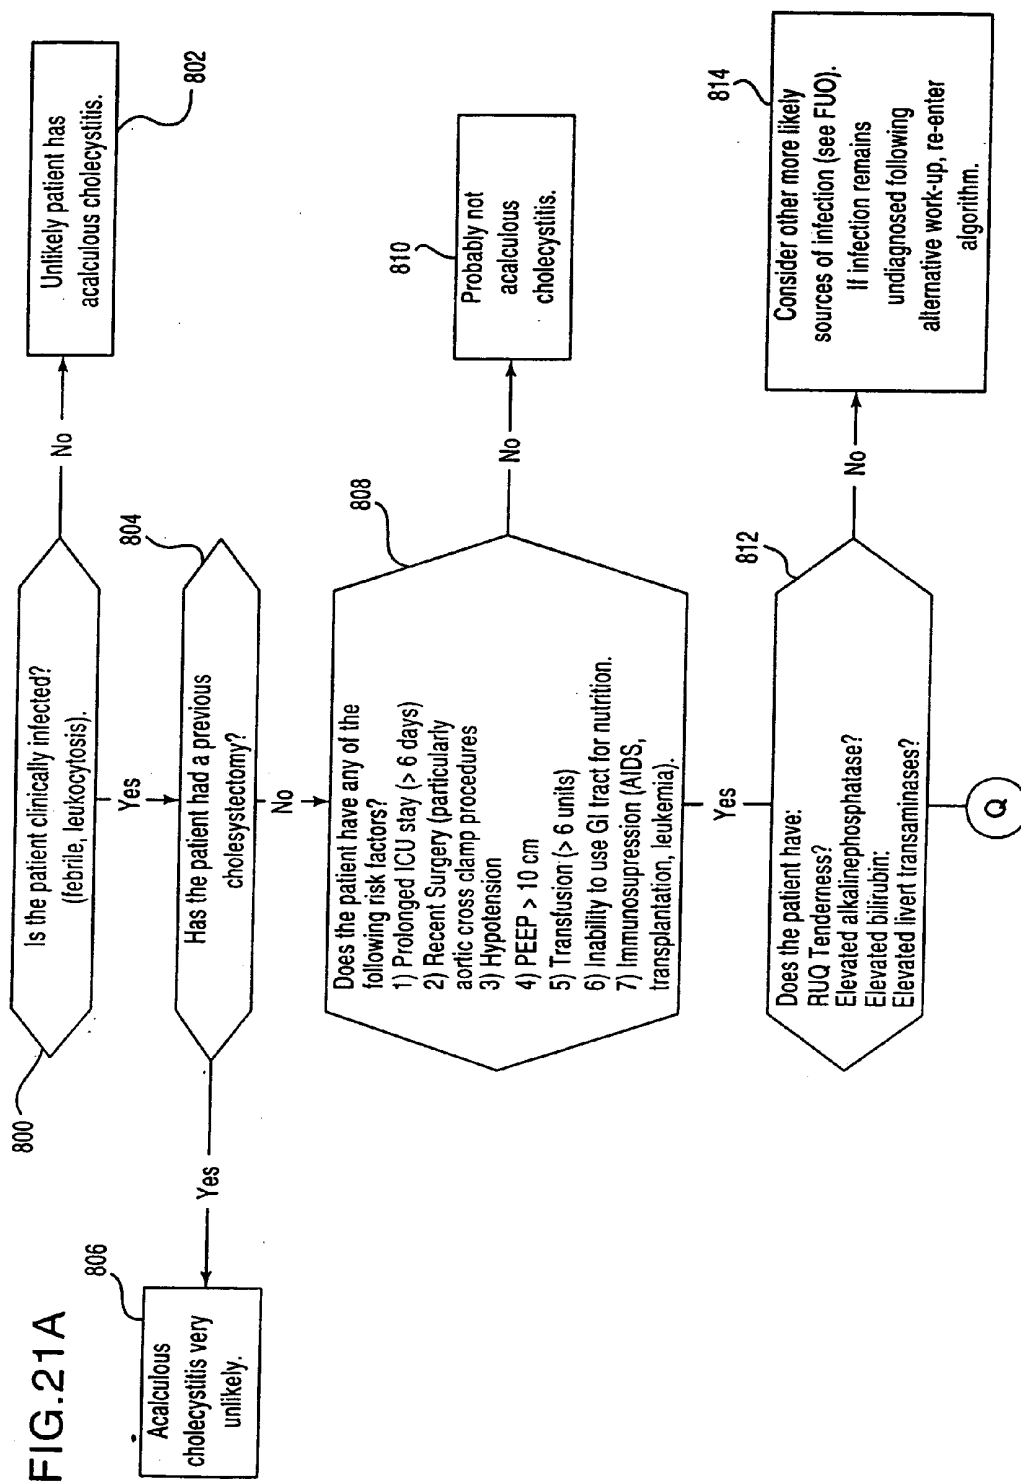 FIG.21A
800
Is the patient clinically infected?
(febrile, leukocytosis).
No
802
Unlikely patient has
acalculous cholecystitis.
Yes
804
Has the patient had a previous
cholesystectomy?
Yes
806
Acalculous
cholecystitis very
unlikely.
No
808
Does the patient have any of the
following risk factors?
1) Prolonged ICU stay (> 6 days)
2) Recent Surgery (particularly
aortic cross clamp procedures
3) Hypotension
4) PEEP > 10 cm
5) Transfusion (> 6 units)
6) Inability to use GI tract for nutrition.
7) Immunosupression (AIDS,
transplantation, leukemia).
No
810
Probably not
acalculous
cholecystitis.
Yes
812
Does the patient have:
RUQ Tenderness?
Elevated alkalinephosphatase?
Elevated bilirubin:
Elevated livert transaminases?
No
814
Consider other more likely
sources of infection (see FUO).
If infection remains
undiagnosed following
alternative work-up, re-enter
algorithm.
Q